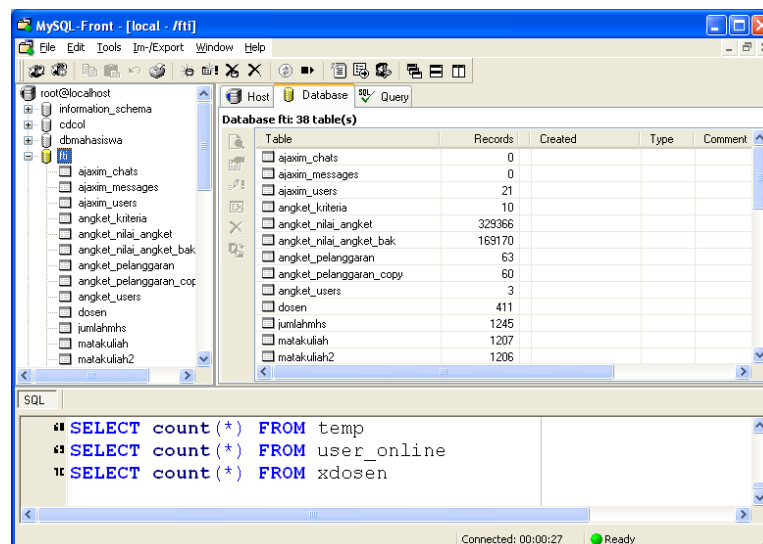 MySQL-Front - [local - /fti]
File Edit Tools Im-/Export Window Help
root@localhost
information_schema
cdcol
dbmahasiswa
fti
ajaxim_chats
ajaxim_messages
ajaxim_users
angket_kriteria
angket_nilai_angket
angket_nilai_angket_bak
angket_pelanggaran
angket_pelanggaran_cop
angket_users
dosen
jumlahmhs
matakuliah
matakuliah2
Host Database Query
Database fti: 38 table(s)
Table Records Created Type Comment
ajaxim_chats 0
ajaxim_messages 0
ajaxim_users 21
angket_kriteria 10
angket_nilai_angket 329366
angket_nilai_angket_bak 169170
angket_pelanggaran 63
angket_pelanggaran_copy 60
angket_users 3
dosen 411
jumlahmhs 1245
matakuliah 1207
matakuliah2 1206
SQL
68 SELECT count(*) FROM temp
69 SELECT count(*) FROM user_online
70 SELECT count(*) FROM xdosen
Connected: 00:00:27 Ready